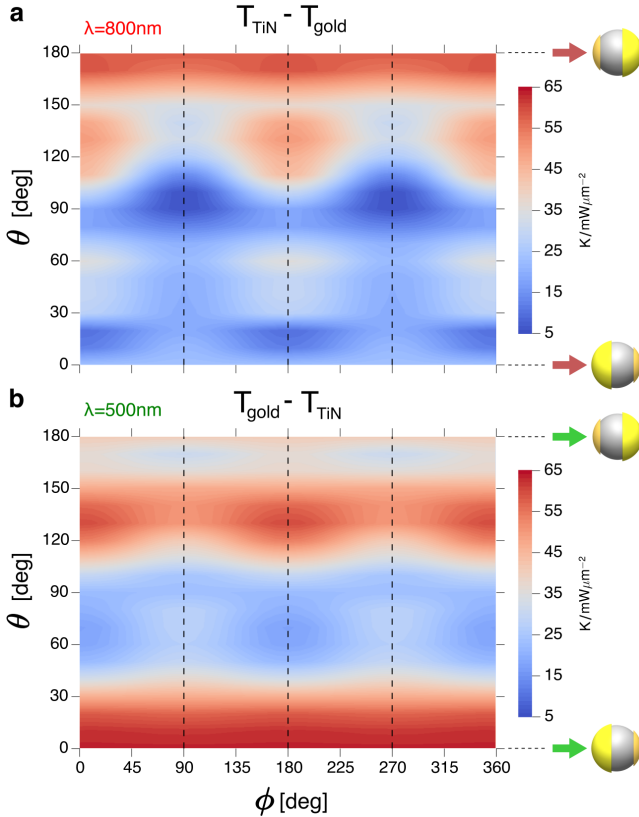 a
λ=800nm
T_TiN - T_gold
180
150
120
90
60
30
0
θ [deg]
65
55
45
35
25
15
5
K/mWμm⁻²
b
λ=500nm
T_gold - T_TiN
180
150
120
90
60
30
0
θ [deg]
65
55
45
35
25
15
5
K/mWμm⁻²
0 45 90 135 180 225 270 315 360
ϕ [deg]